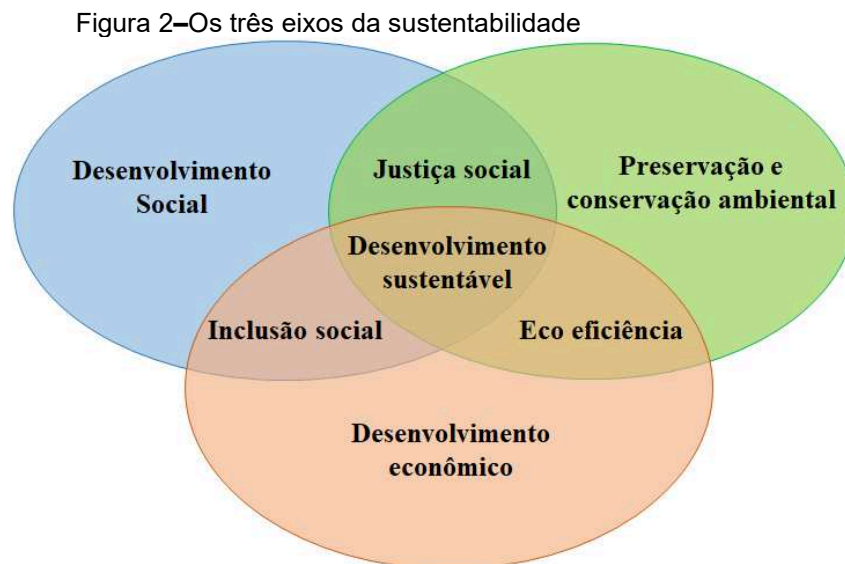 Figura 2–Os três eixos da sustentabilidade
Desenvolvimento
Social
Justiça social
Preservação e
conservação ambiental
Desenvolvimento
sustentável
Inclusão social
Eco eficiência
Desenvolvimento
econômico